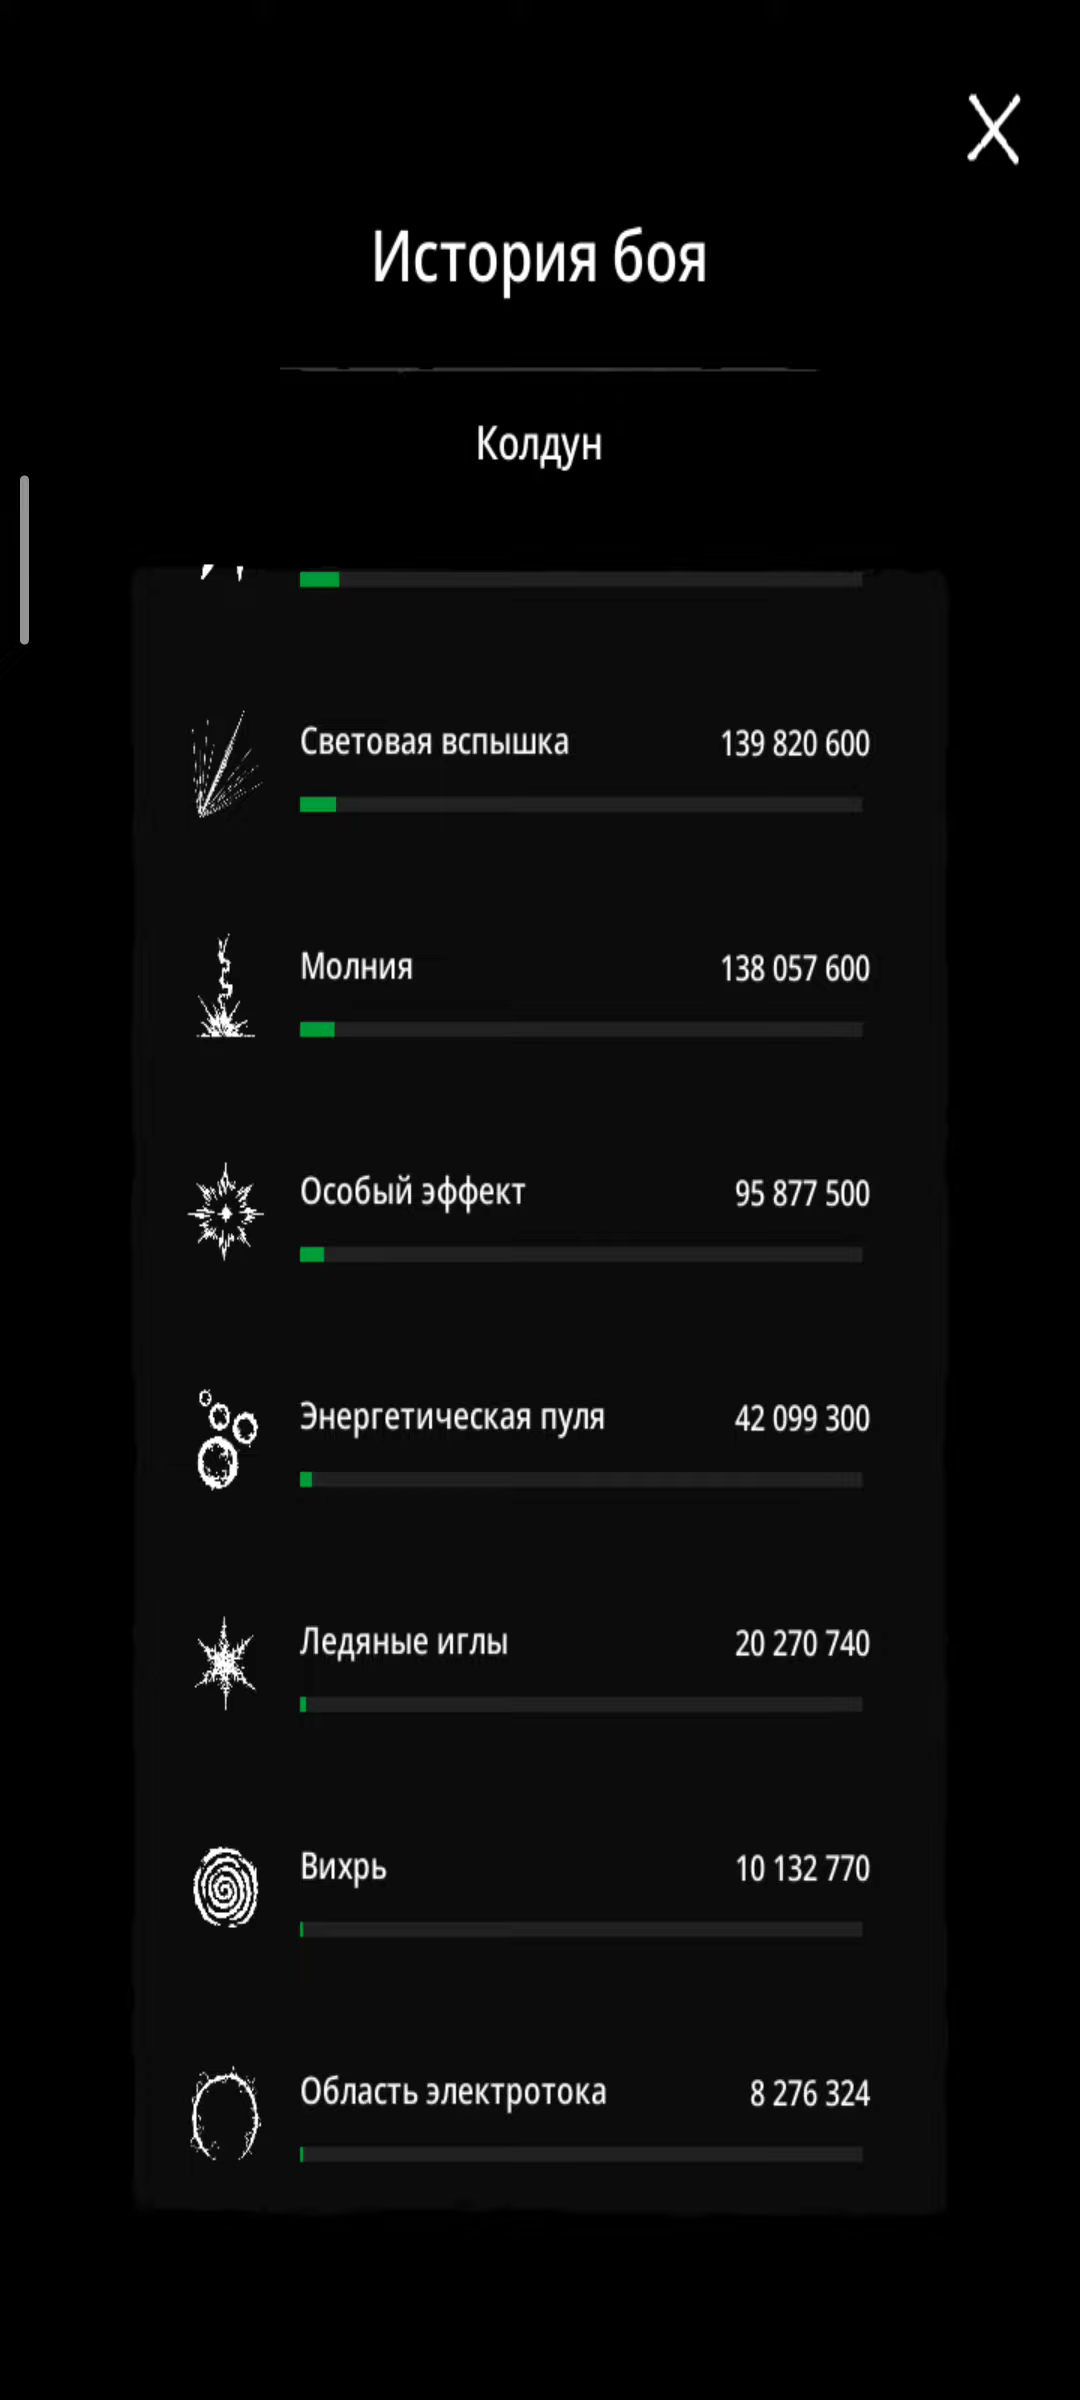 История боя
Колдун
Световая вспышка 139 820 600
Молния 138 057 600
Особый эффект 95 877 500
Энергетическая пуля 42 099 300
Ледяные иглы 20 270 740
Вихрь 10 132 770
Область электротока 8 276 324